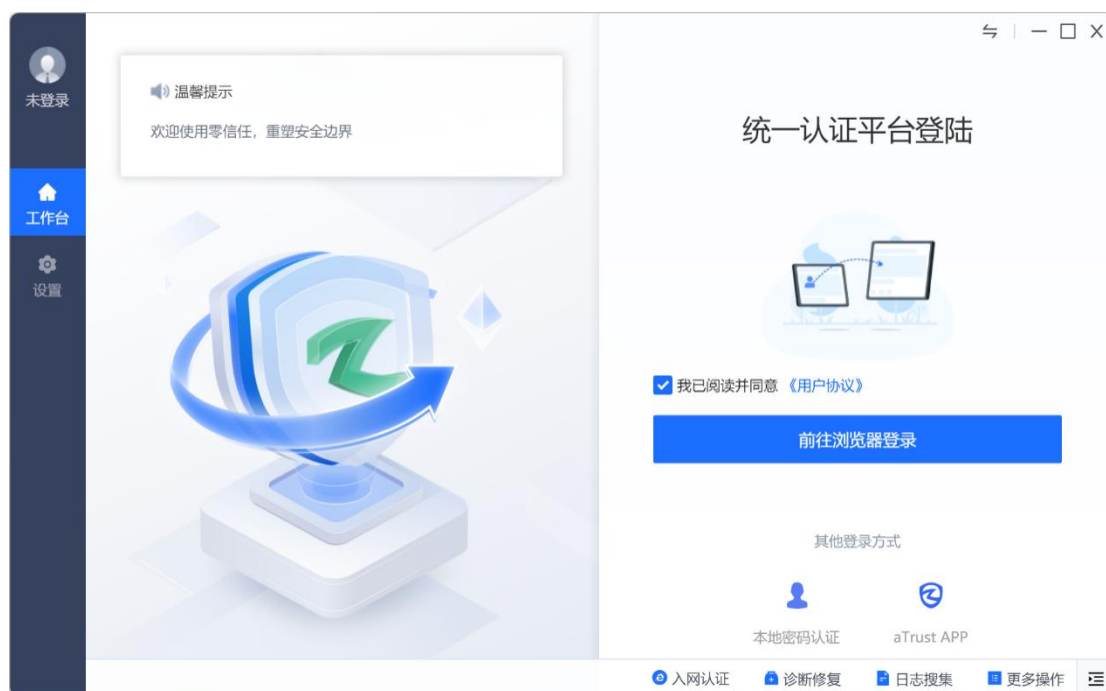 未登录
工作台
设置
温馨提示
欢迎使用零信任，重塑安全边界
统一认证平台登陆
我已阅读并同意 《用户协议》
前往浏览器登录
其他登录方式
本地密码认证
aTrust APP
入网认证
诊断修复
日志搜集
更多操作